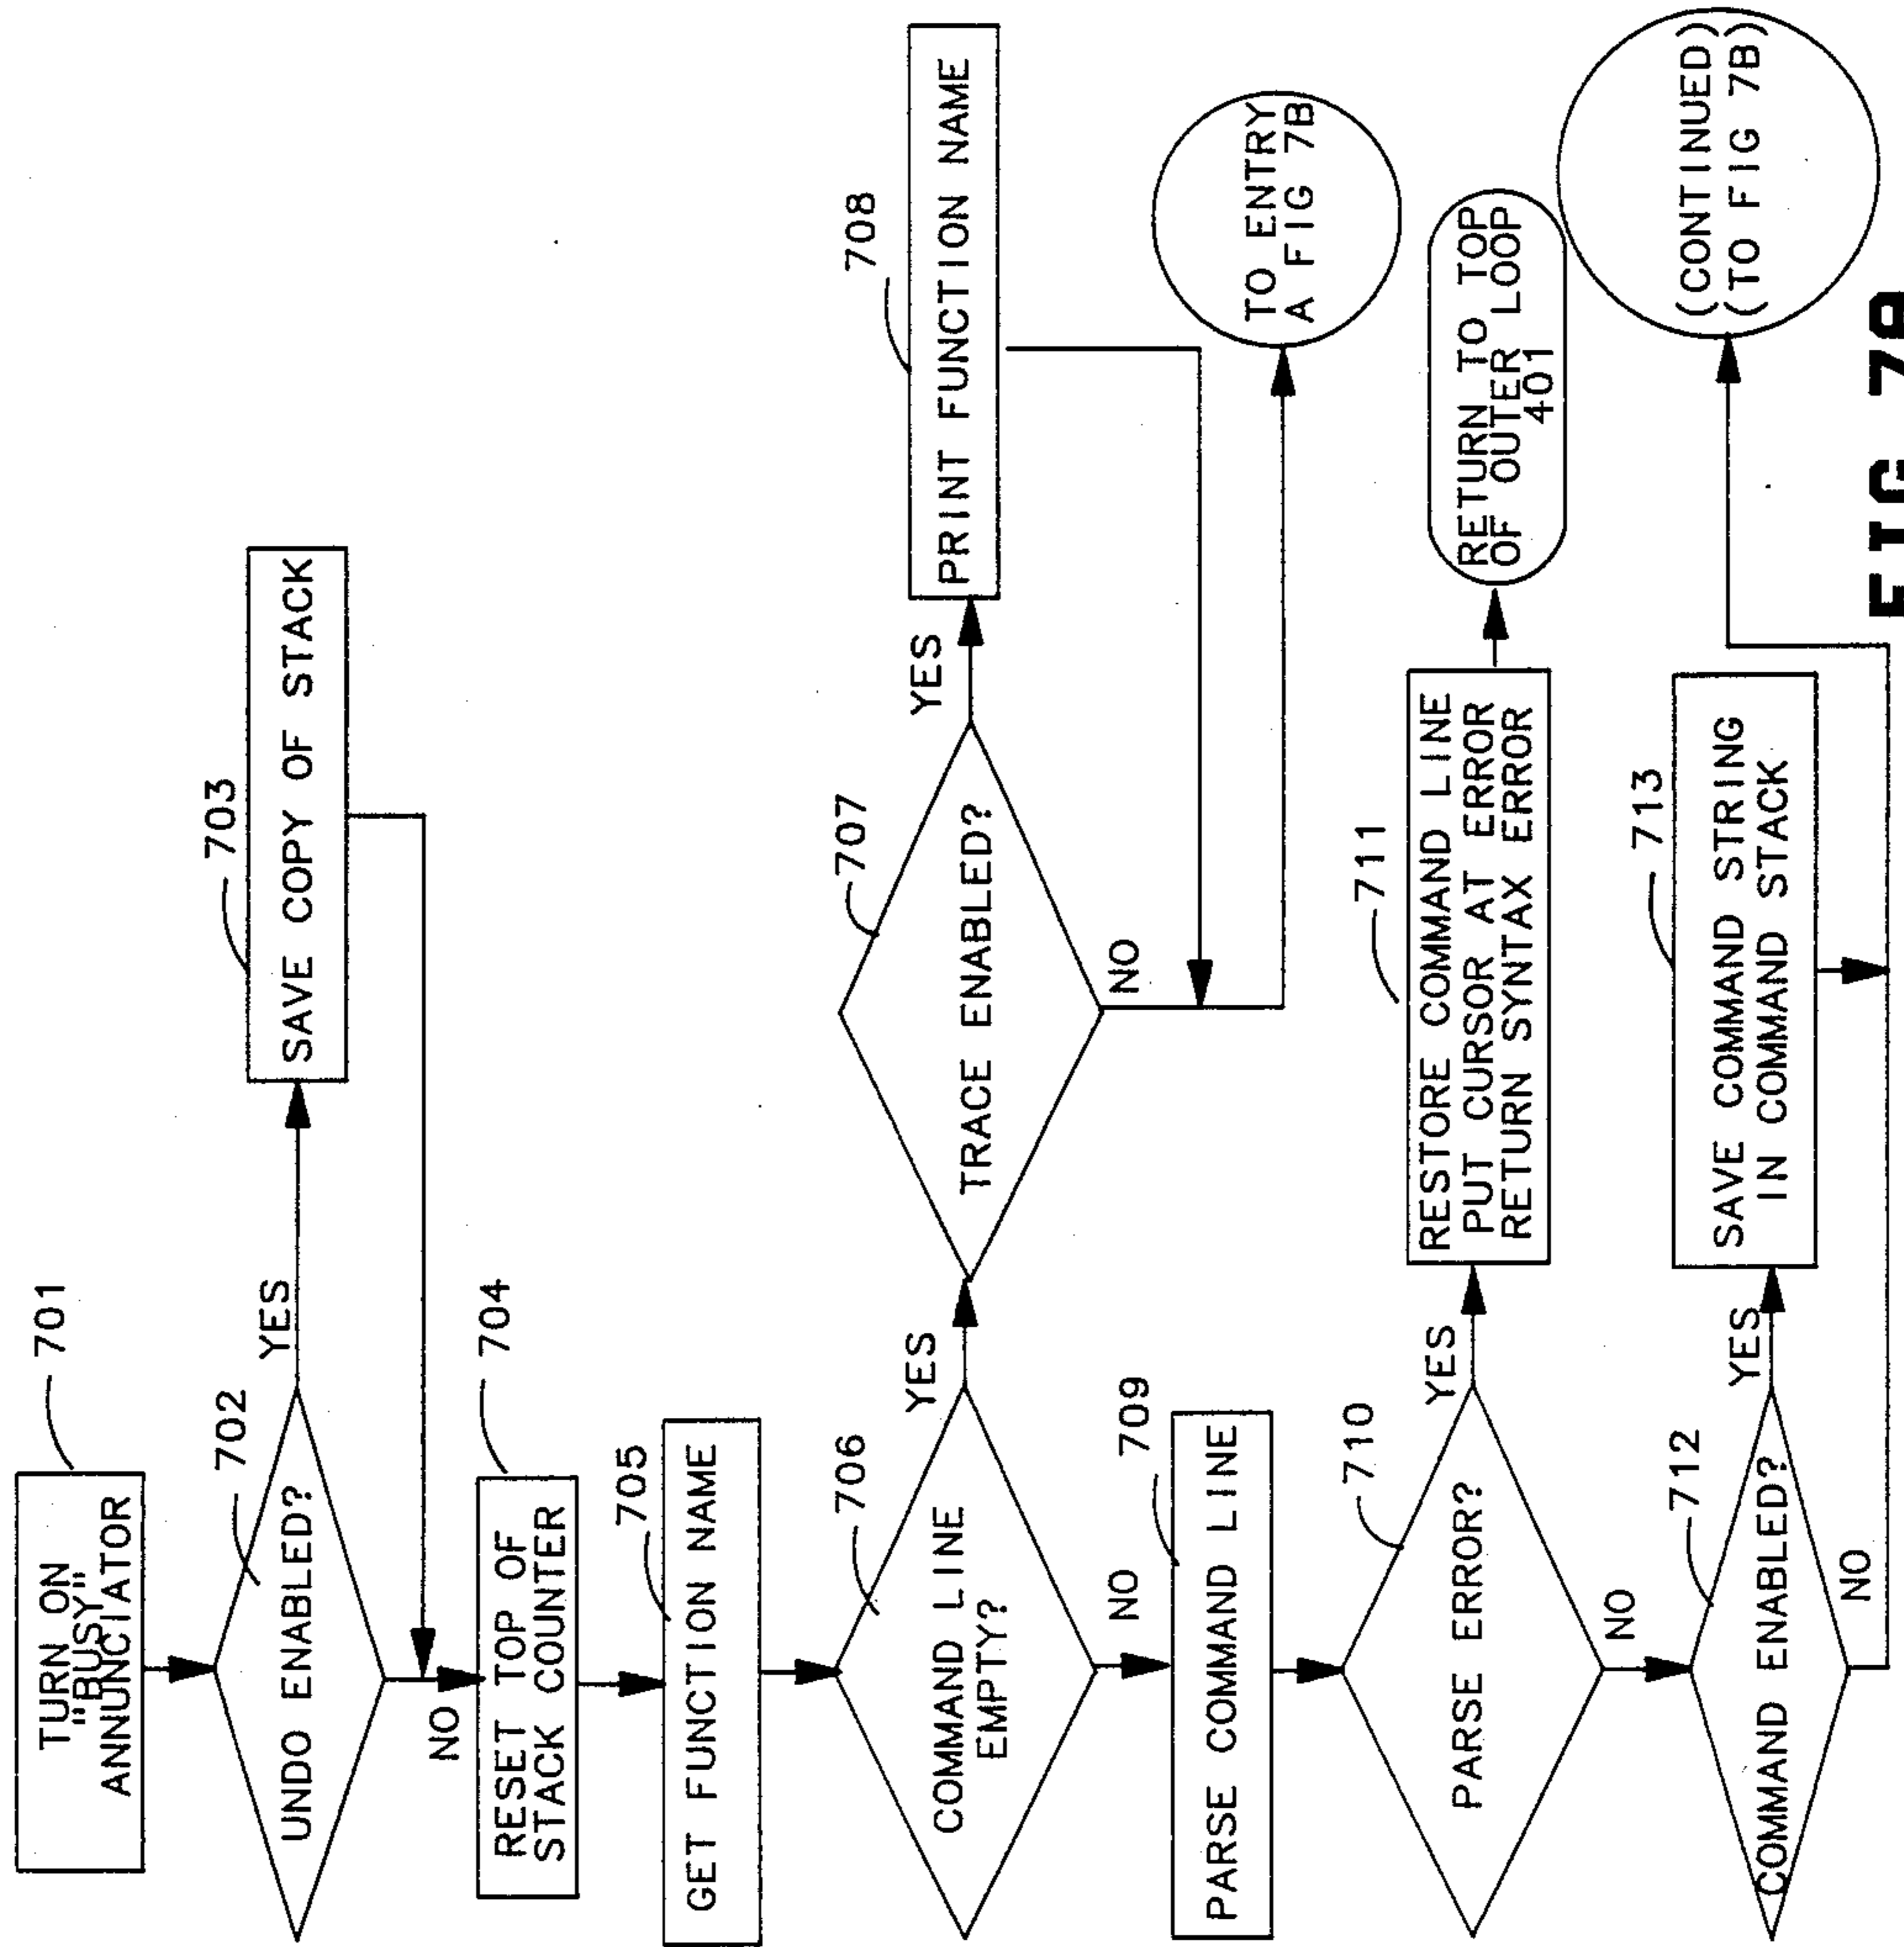 TURN ON
"BUSY"
ANNUNCIATOR
701
UNDO ENABLED?
702
YES
703
SAVE COPY OF STACK
NO
RESET TOP OF
STACK COUNTER
704
GET FUNCTION NAME
705
COMMAND LINE
EMPTY?
706
YES
TRACE ENABLED?
707
YES
PRINT FUNCTION NAME
708
NO
TO ENTRY
A FIG 7B
NO
PARSE COMMAND LINE
709
PARSE ERROR?
710
YES
RESTORE COMMAND LINE
PUT CURSOR AT ERROR
RETURN SYNTAX ERROR
711
RETURN TO TOP
OF OUTER LOOP
401
NO
COMMAND ENABLED?
712
YES
SAVE COMMAND STRING
IN COMMAND STACK
713
NO
(CONTINUED)
(TO FIG 7B)
FIG